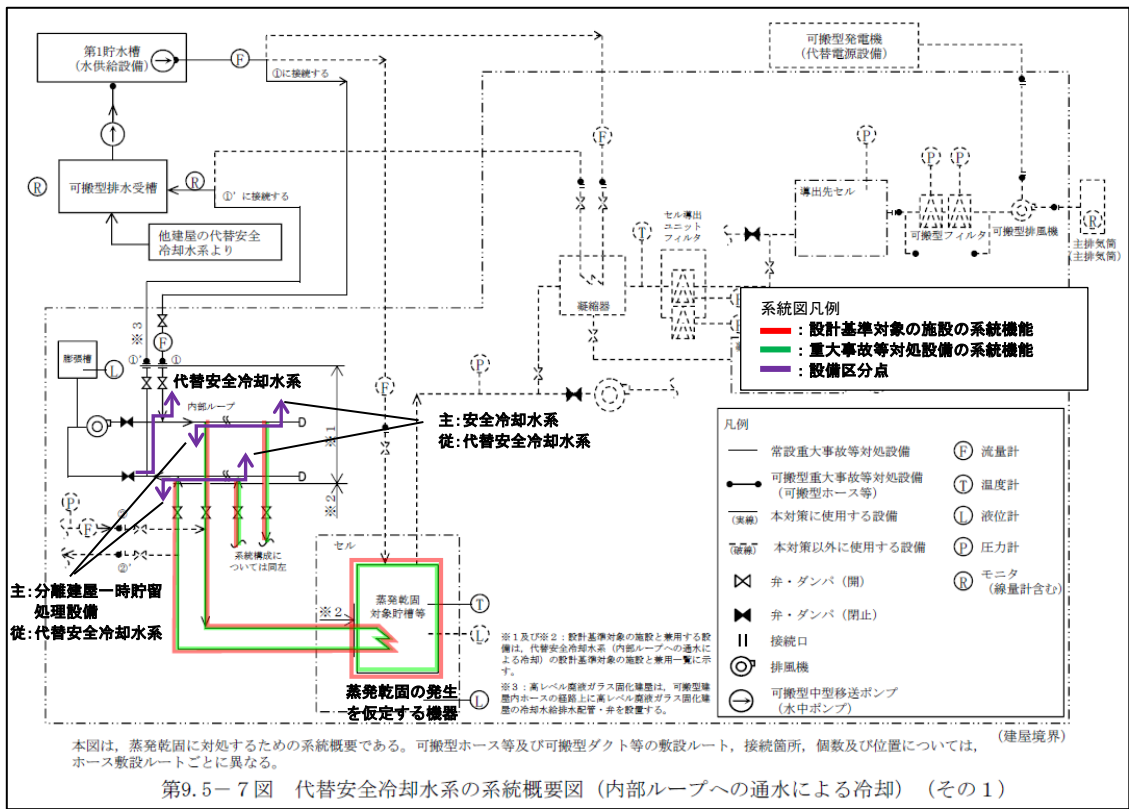 第1貯水槽
(水供給設備)
F
①に接続する
可搬型発電機
(代替電源設備)
F
P
P
P
R
可搬型排水受槽
R
①’に接続する
導出先セル
セル導出
ユニット
フィルタ
T
可搬型フィルタ
可搬型排風機
R
主排気筒
(主排気筒)
他建屋の代替安全
冷却水系より
凝縮器
系統図凡例
:設計基準対象の施設の系統機能
:重大事故等対処設備の系統機能
:設備区分点
※3
F
①’
①
膨張槽
L
代替安全冷却水系
P
F
内部ループ
※1
主:安全冷却水系
従:代替安全冷却水系
※2
P
F
②
②’
系統構成に
ついては同左
セル
主:分離建屋一時貯留
処理設備
従:代替安全冷却水系
※2
蒸発乾固
対象貯槽等
T
L
L
蒸発乾固の発生
を仮定する機器
※1及び※2:設計基準対象の施設と兼用する設
備は,代替安全冷却水系(内部ループへの通水によ
る冷却)の設計基準対象の施設と兼用一覧に示
す。
※3:高レベル廃液ガラス固化建屋は,可搬型建
屋内ホースの経路上に高レベル廃液ガラス固化建
屋の冷却水給排水配管・弁を設置する。
凡例
常設重大事故等対処設備
可搬型重大事故等対処設備
(可搬型ホース等)
(実線)
本対策に使用する設備
(破線)
本対策以外に使用する設備
弁・ダンパ(開)
弁・ダンパ(閉止)
接続口
排風機
可搬型中型移送ポンプ
(水中ポンプ)
F 流量計
T 温度計
L 液位計
P 圧力計
R モニタ
(線量計含む)
(建屋境界)
本図は,蒸発乾固に対処するための系統概要である。可搬型ホース等及び可搬型ダクト等の敷設ルート,接続箇所,個数及び位置については,
ホース敷設ルートごとに異なる。
第9.5-7図 代替安全冷却水系の系統概要図(内部ループへの通水による冷却)(その1)